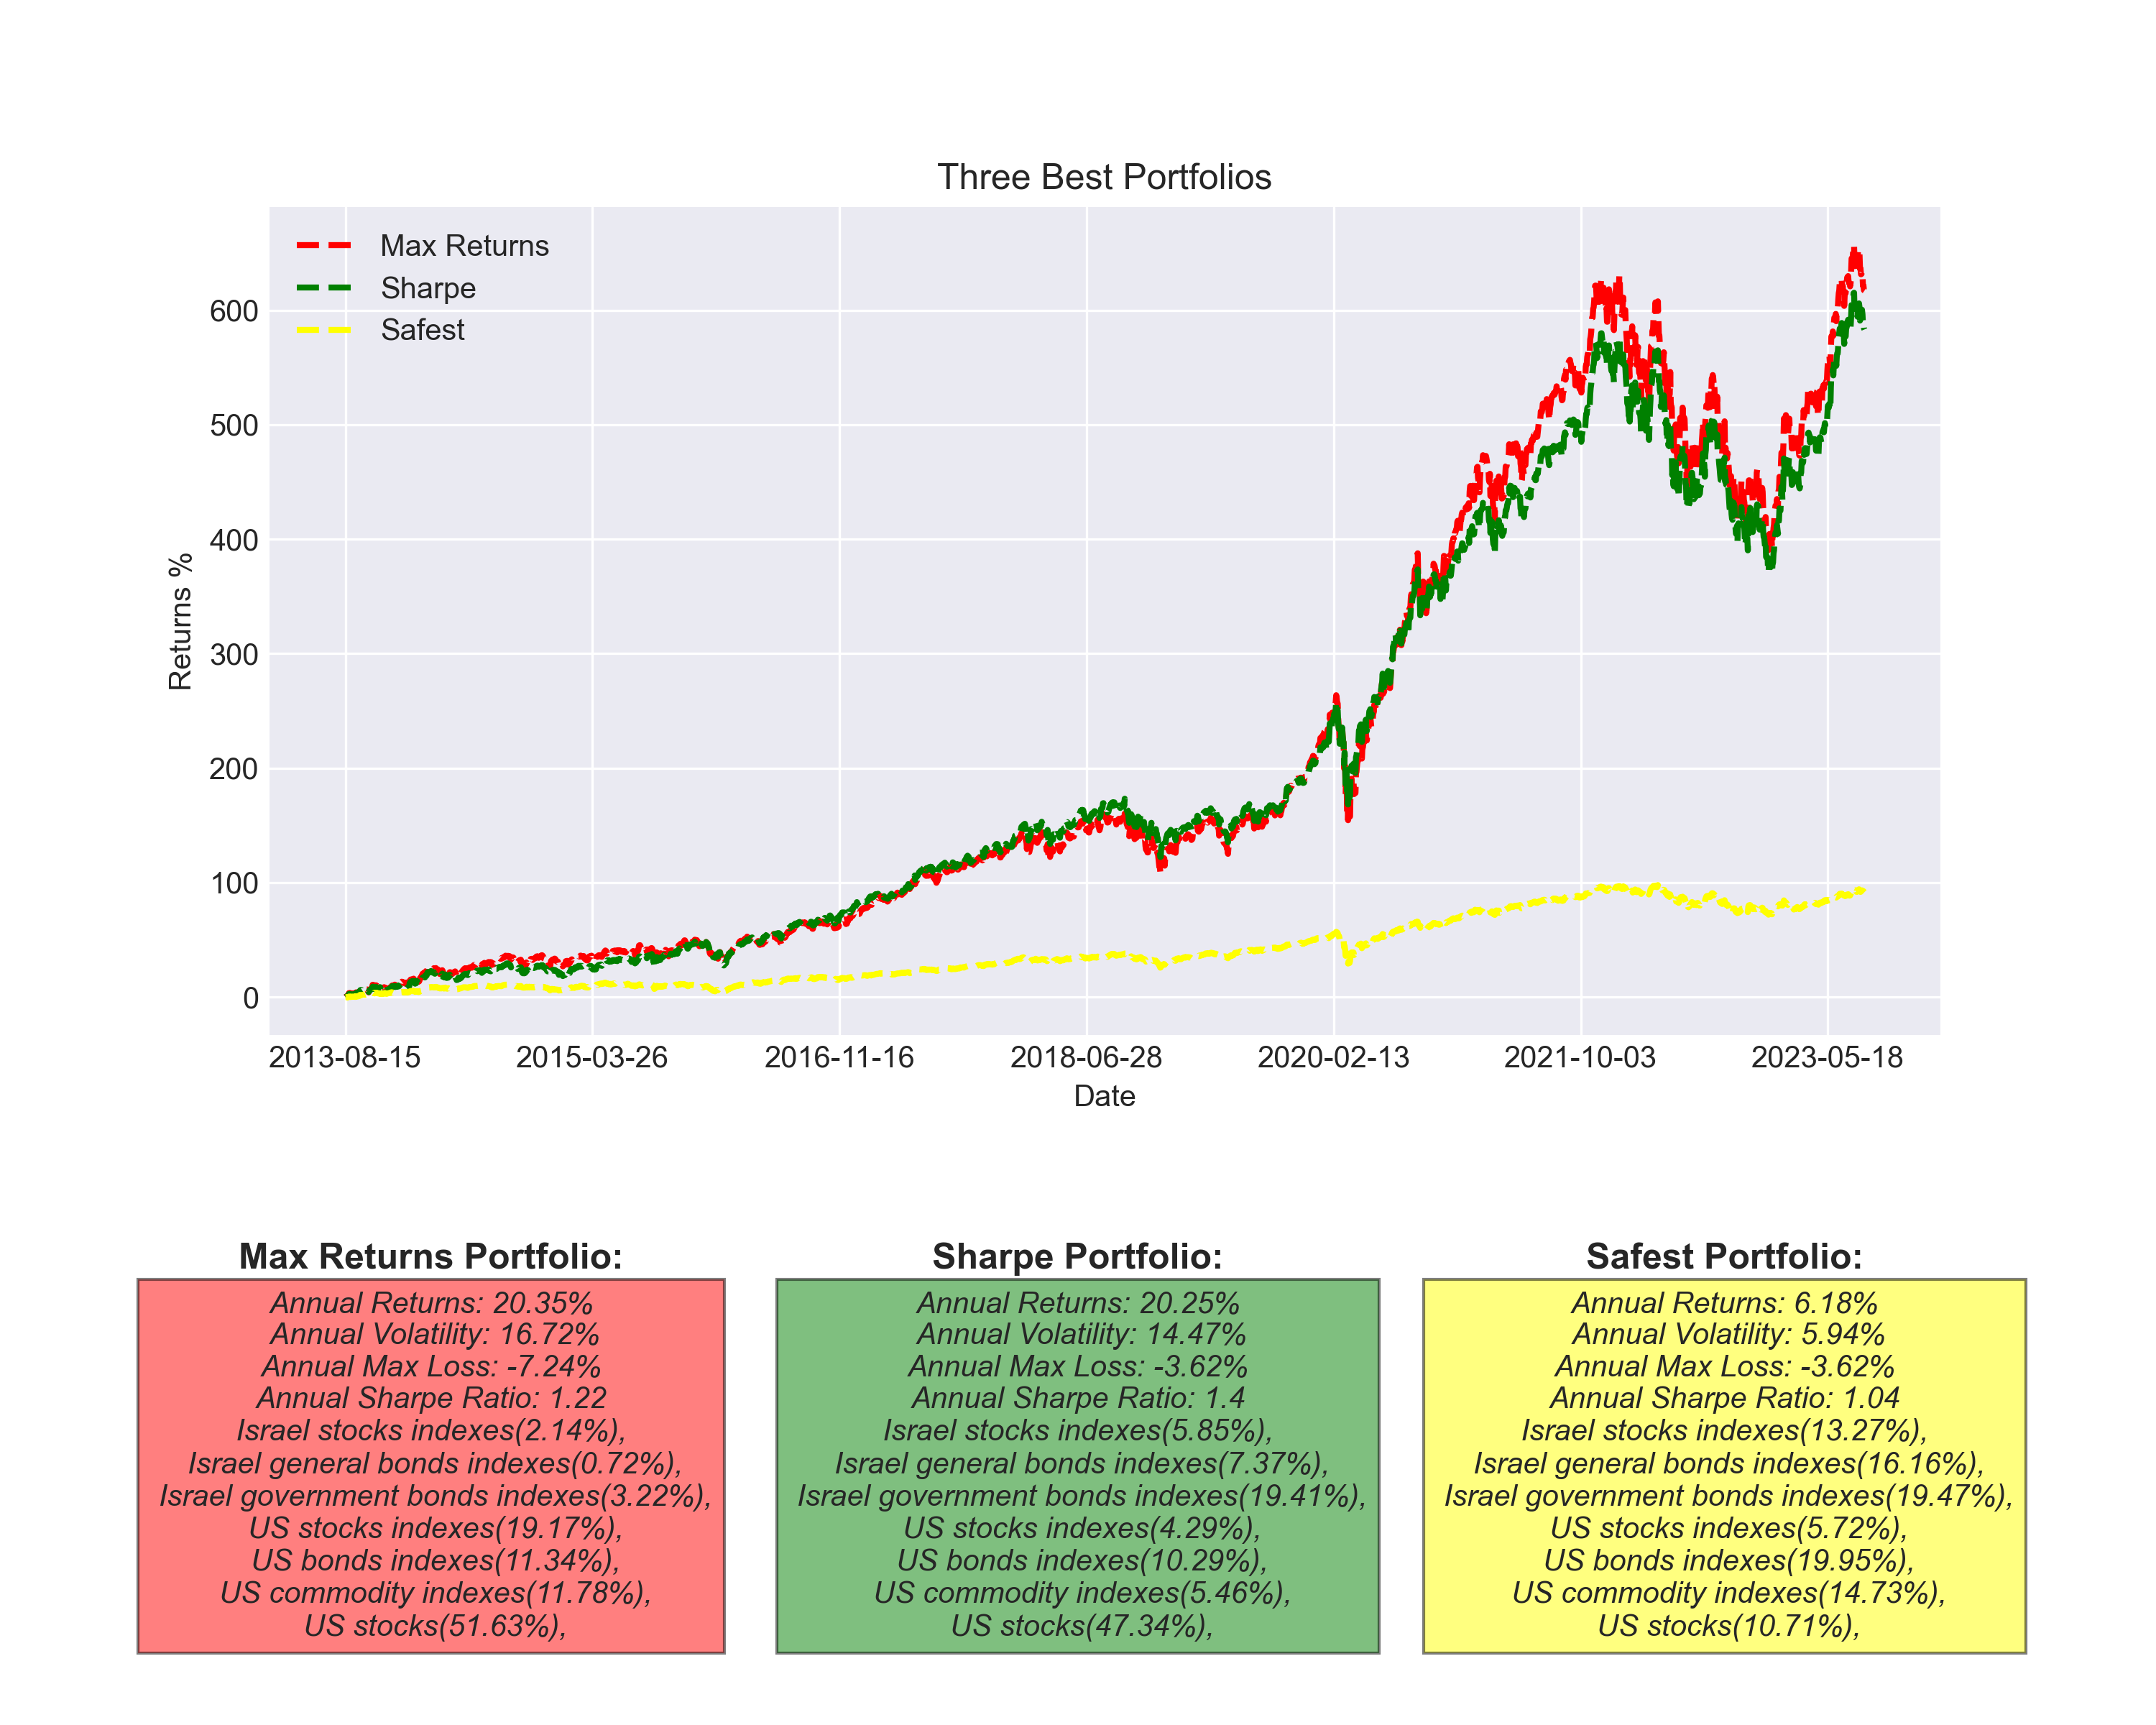 Three Best Portfolios
Max Returns
Sharpe
Safest
Returns %
600
500
400
300
200
100
0
2013-08-15
2015-03-26
2016-11-16
2018-06-28
2020-02-13
2021-10-03
2023-05-18
Date
Max Returns Portfolio:
Annual Returns: 20.35%
Annual Volatility: 16.72%
Annual Max Loss: -7.24%
Annual Sharpe Ratio: 1.22
Israel stocks indexes(2.14%),
Israel general bonds indexes(0.72%),
Israel government bonds indexes(3.22%),
US stocks indexes(19.17%),
US bonds indexes(11.34%),
US commodity indexes(11.78%),
US stocks(51.63%),
Sharpe Portfolio:
Annual Returns: 20.25%
Annual Volatility: 14.47%
Annual Max Loss: -3.62%
Annual Sharpe Ratio: 1.4
Israel stocks indexes(5.85%),
Israel general bonds indexes(7.37%),
Israel government bonds indexes(19.41%),
US stocks indexes(4.29%),
US bonds indexes(10.29%),
US commodity indexes(5.46%),
US stocks(47.34%),
Safest Portfolio:
Annual Returns: 6.18%
Annual Volatility: 5.94%
Annual Max Loss: -3.62%
Annual Sharpe Ratio: 1.04
Israel stocks indexes(13.27%),
Israel general bonds indexes(16.16%),
Israel government bonds indexes(19.47%),
US stocks indexes(5.72%),
US bonds indexes(19.95%),
US commodity indexes(14.73%),
US stocks(10.71%),